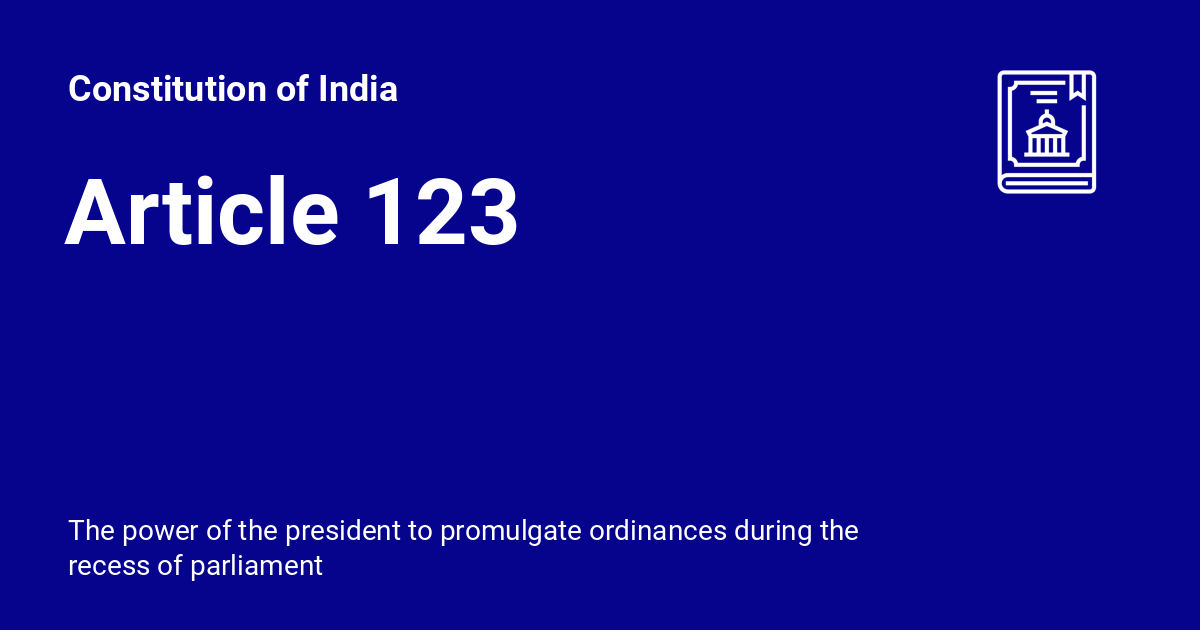 Constitution of India
Article 123
The power of the president to promulgate ordinances during the
recess of parliament